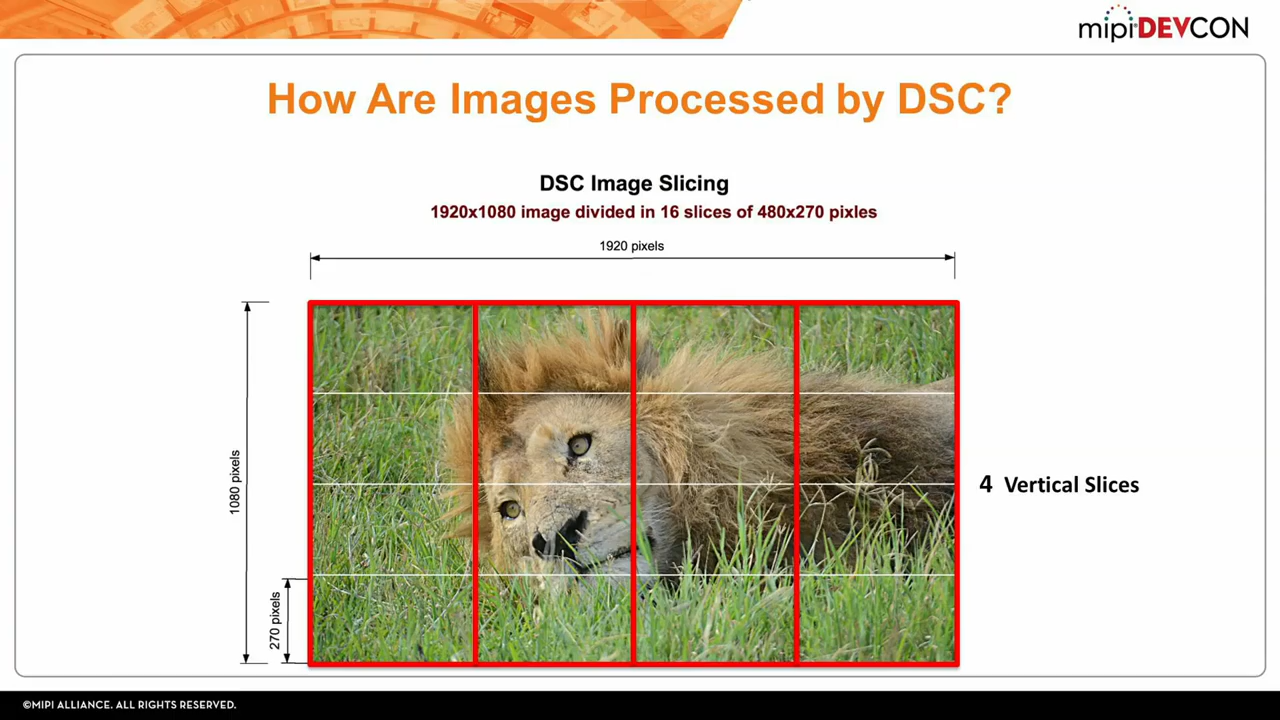 mipiDEVCON
How Are Images Processed by DSC?
DSC Image Slicing
1920x1080 image divided in 16 slices of 480x270 pixles
1920 pixels
1080 pixels
270 pixels
4 Vertical Slices
©MIPI ALLIANCE. ALL RIGHTS RESERVED.